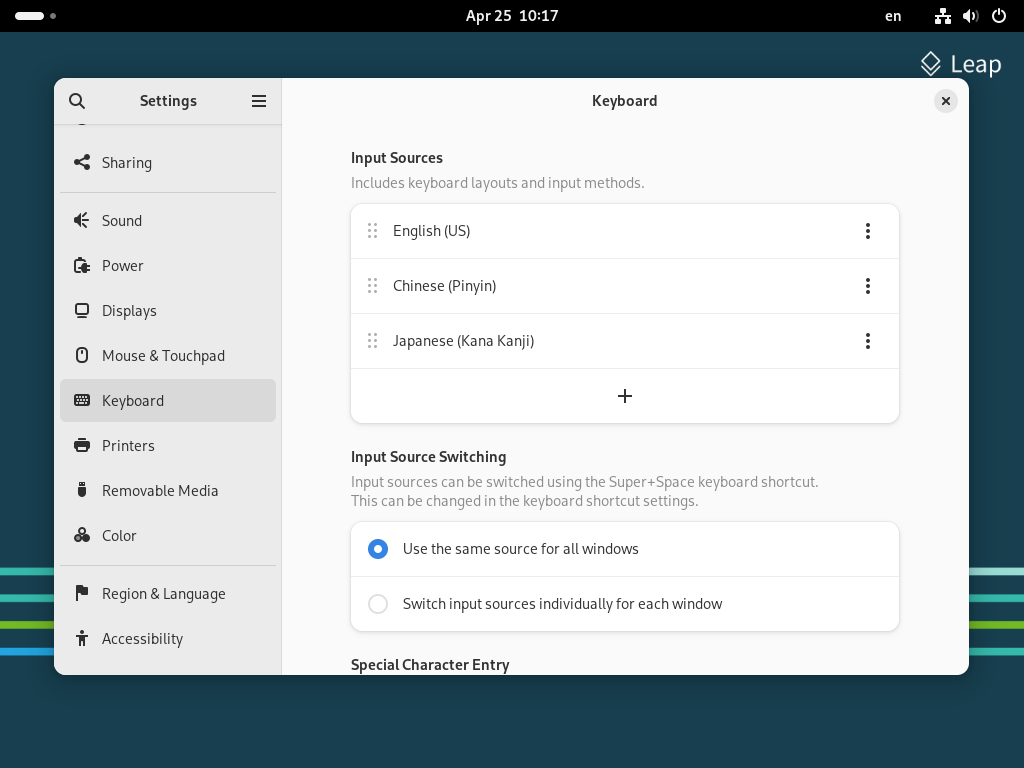 Apr 25 10:17
en
Leap
Settings
Keyboard
Sharing
Sound
Power
Displays
Mouse & Touchpad
Keyboard
Printers
Removable Media
Color
Region & Language
Accessibility
Input Sources
Includes keyboard layouts and input methods.
English (US)
Chinese (Pinyin)
Japanese (Kana Kanji)
Input Source Switching
Input sources can be switched using the Super+Space keyboard shortcut.
This can be changed in the keyboard shortcut settings.
Use the same source for all windows
Switch input sources individually for each window
Special Character Entry